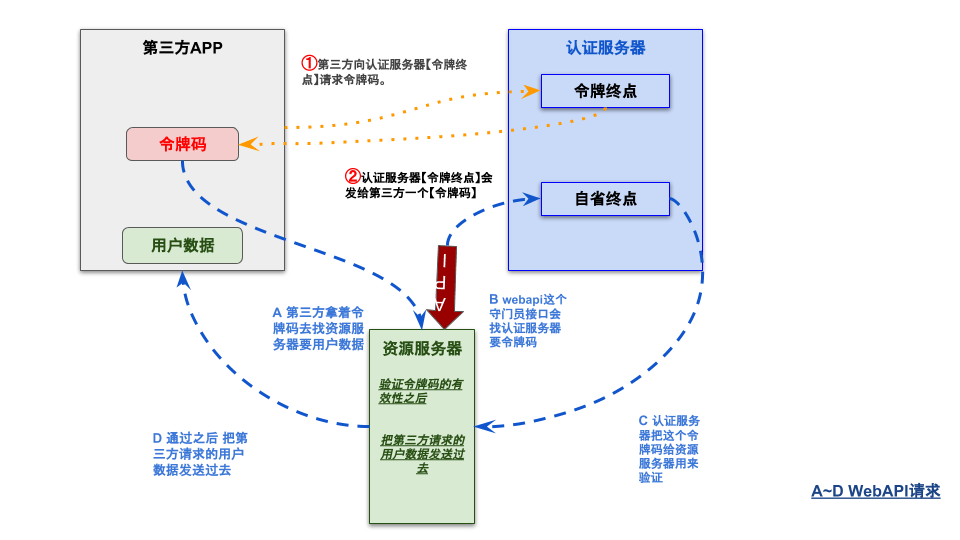 第三方APP
令牌码
用户数据
①第三方向认证服务器【令牌终
点】请求令牌码。
认证服务器
令牌终点
自省终点
②认证服务器【令牌终点】会
发给第三方一个【令牌码】
API
A 第三方拿着令
牌码去找资源服
务器要用户数据
B webapi这个
守门员接口会
找认证服务器
要令牌码
资源服务器
验证令牌码的有
效性之后
把第三方请求的
用户数据发送过
去
C 认证服务
器把这个令
牌码给资源
服务器用来
验证
D 通过之后 把第
三方请求的用户
数据发送过去
A~D WebAPI请求